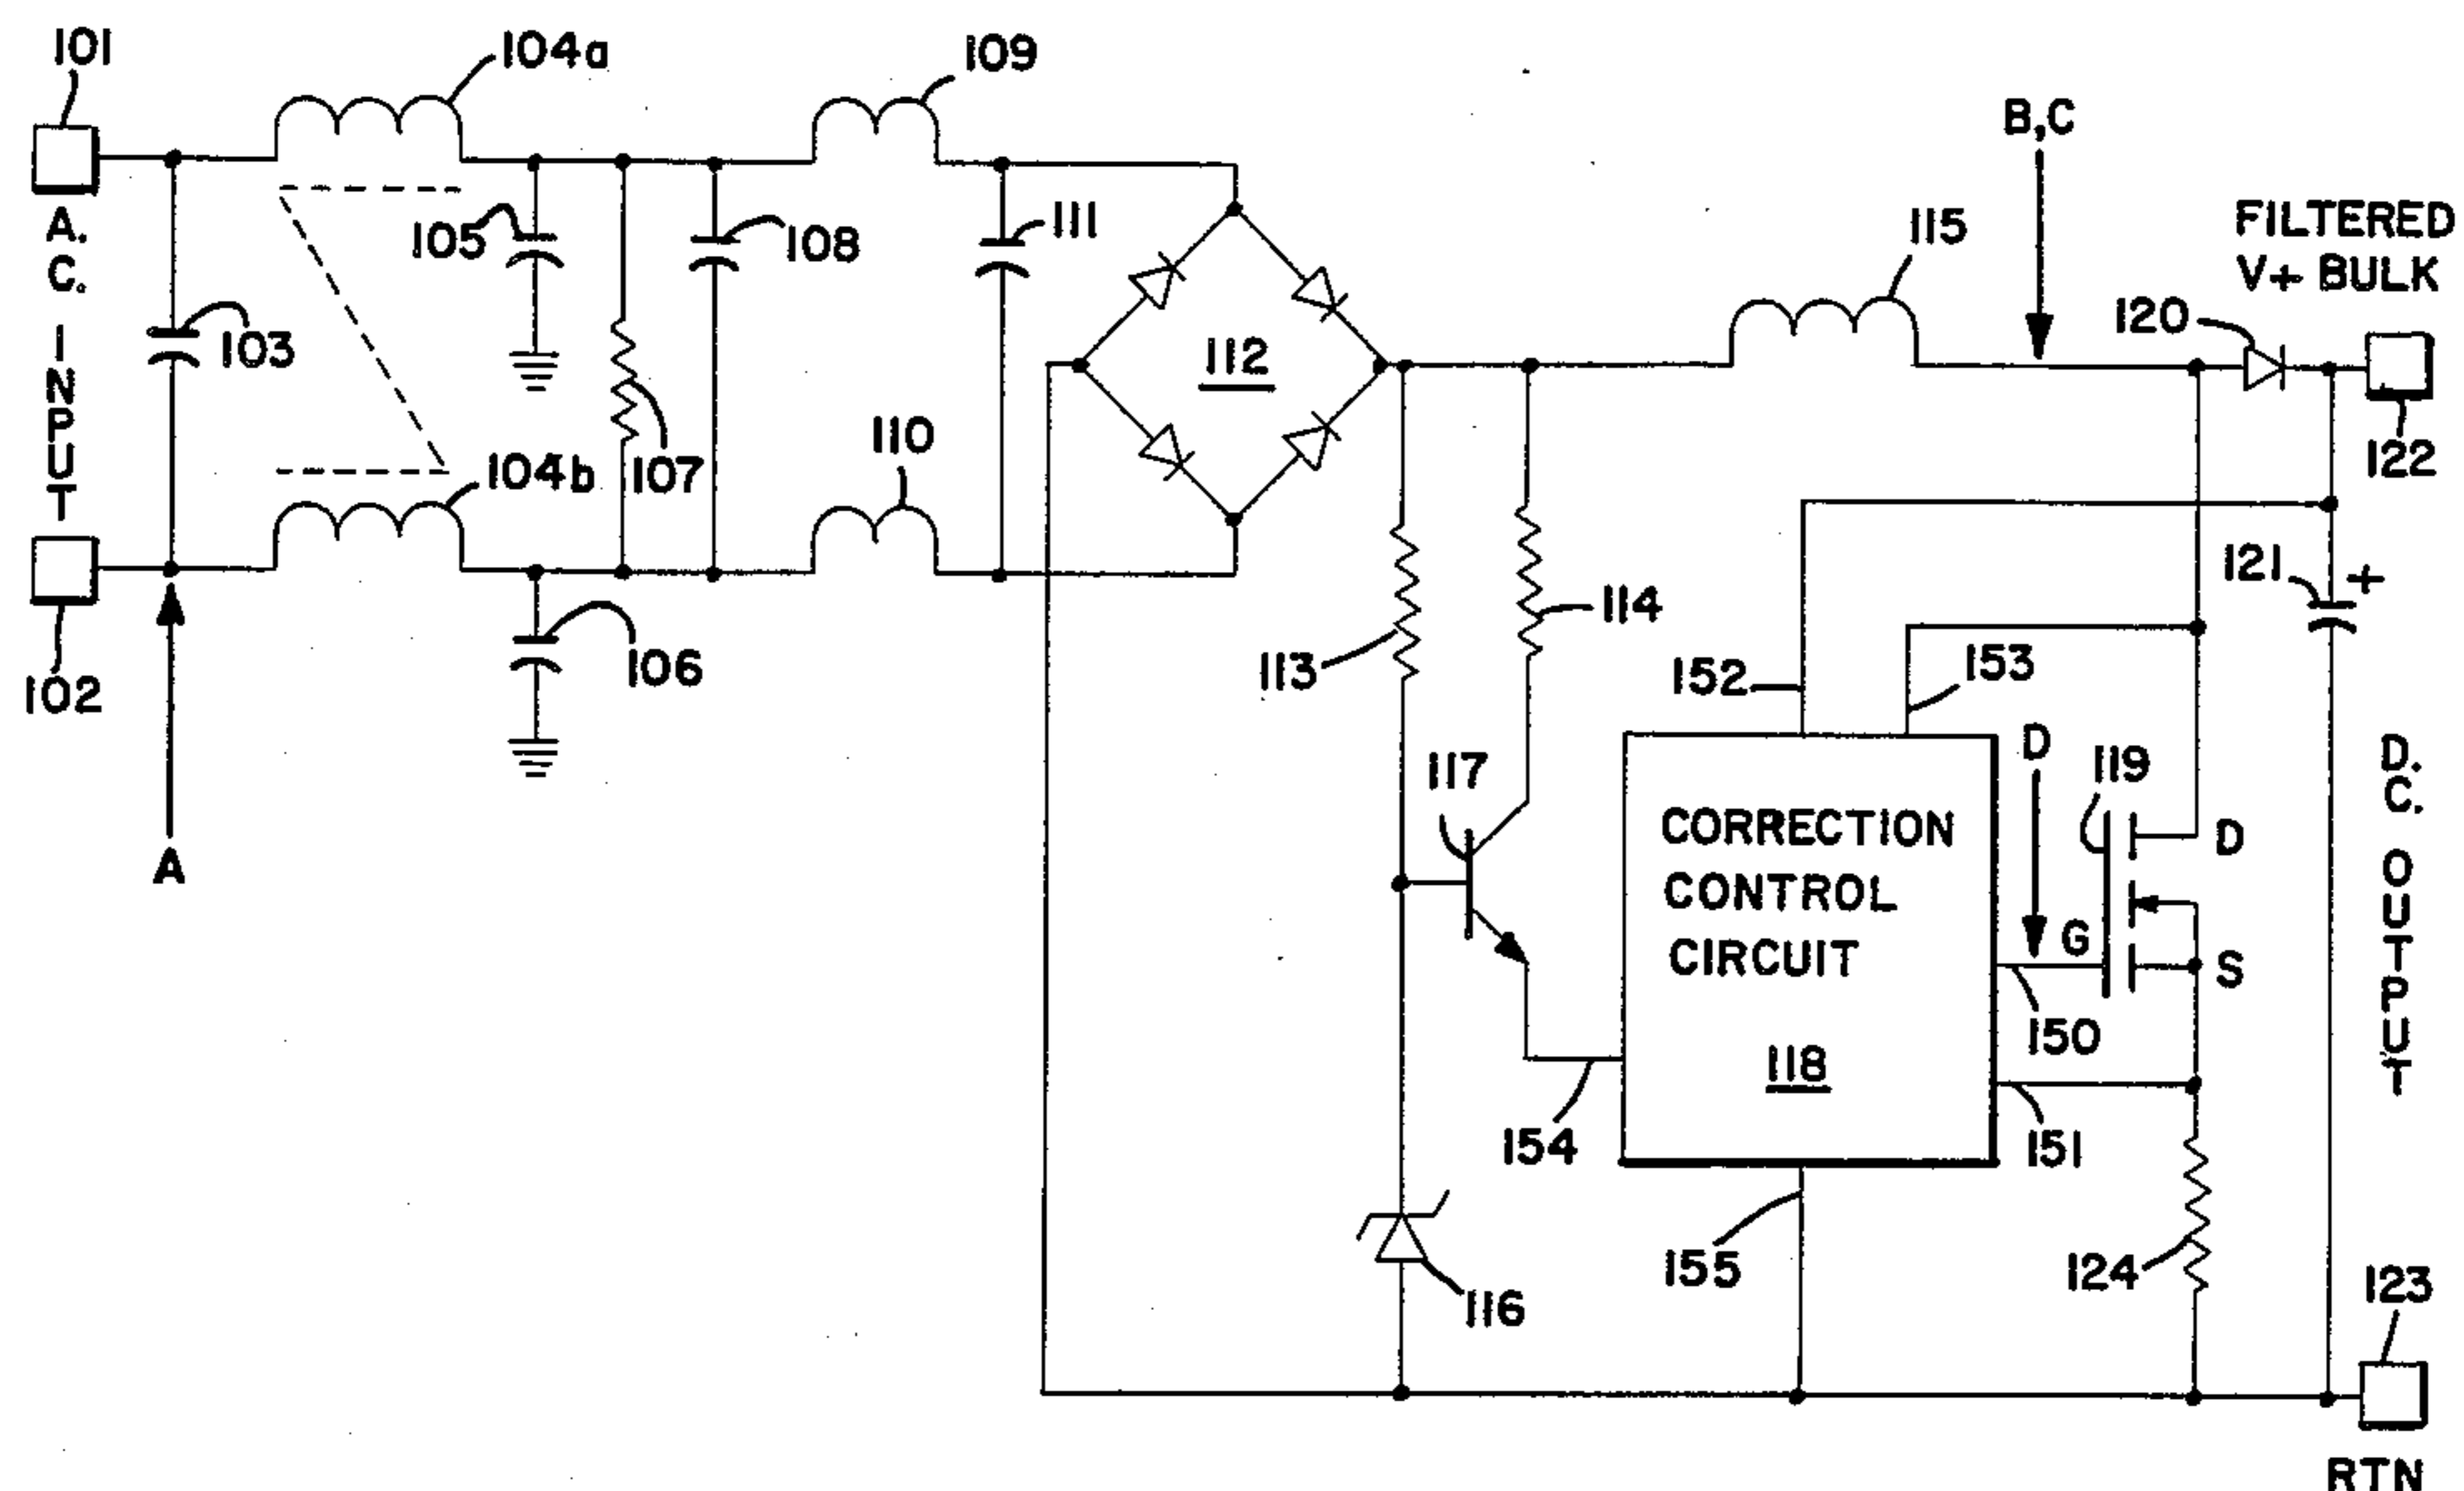 101
104a
109
B,C
FILTERED
V+ BULK
A.C. INPUT
105
108
111
115
120
103
112
122
110
104b
107
121 +
113
114
106
102
152
153
117
D
119
D.C. OUTPUT
CORRECTION
CONTROL
CIRCUIT
118
D
G
S
A
150
154
151
155
124
116
123
RTN